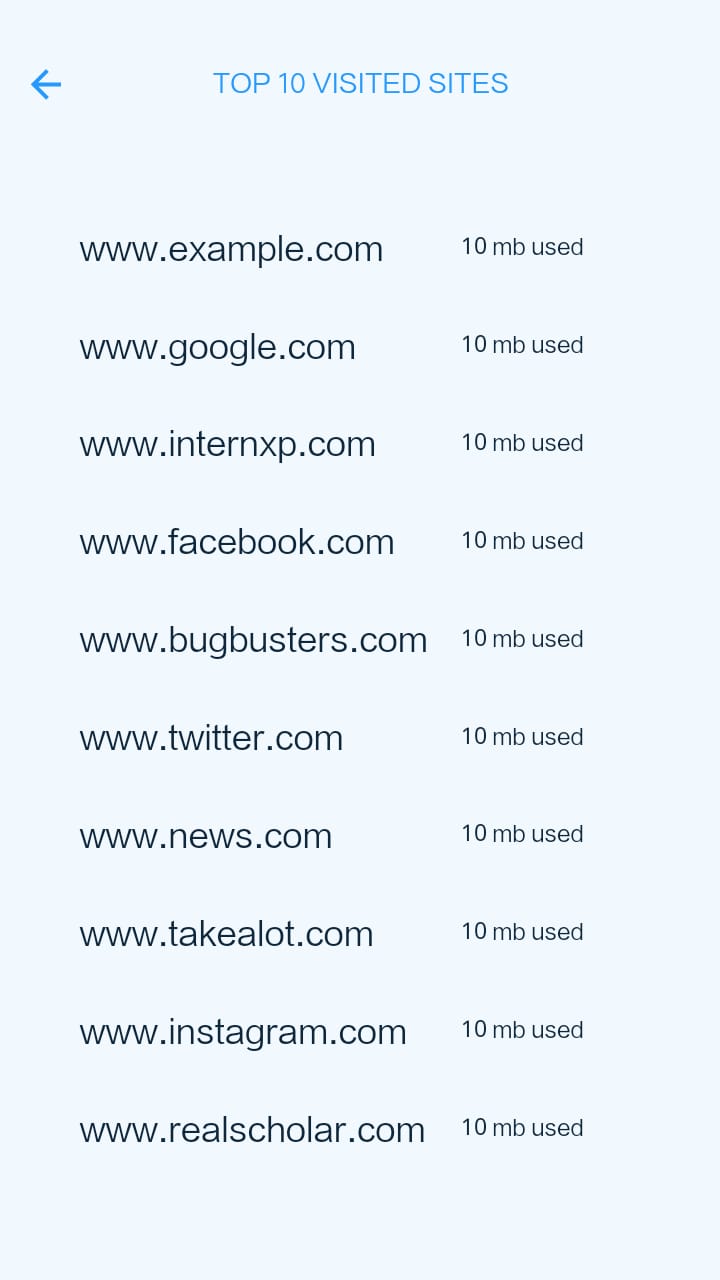 TOP 10 VISITED SITES
www.example.com 10 mb used
www.google.com 10 mb used
www.internxp.com 10 mb used
www.facebook.com 10 mb used
www.bugbusters.com 10 mb used
www.twitter.com 10 mb used
www.news.com 10 mb used
www.takealot.com 10 mb used
www.instagram.com 10 mb used
www.realscholar.com 10 mb used